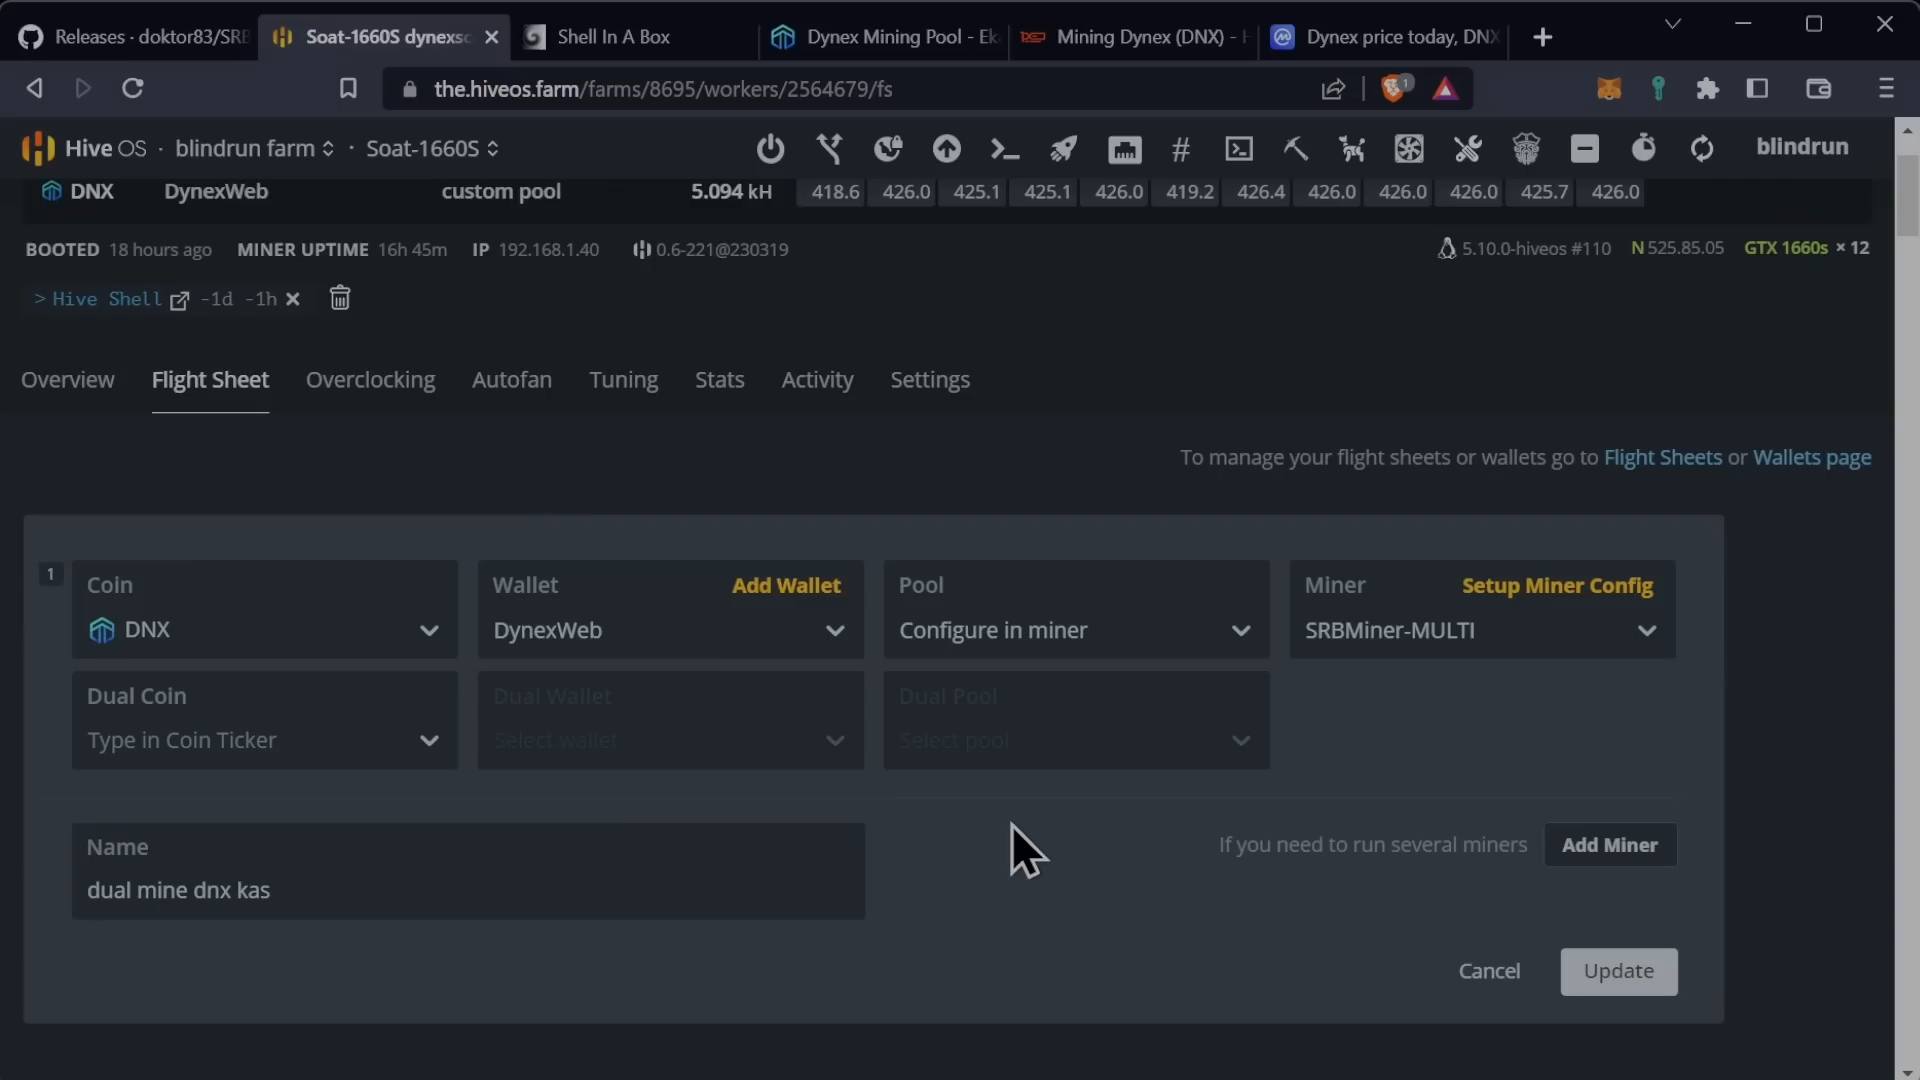 Releases · doktor83/SRB
Soat-1660S dynexsc
Shell In A Box
Dynex Mining Pool - Ek
Mining Dynex (DNX) -
Dynex price today, DNX
the.hiveos.farm/farms/8695/workers/2564679/fs
1
Hive OS · blindrun farm · Soat-1660S
blindrun
DNX DynexWeb custom pool 5.094 kH 418.6 426.0 425.1 425.1 426.0 419.2 426.4 426.0 426.0 426.0 425.7 426.0
BOOTED 18 hours ago MINER UPTIME 16h 45m IP 192.168.1.40 0.6-221@230319 5.10.0-hiveos #110 N 525.85.05 GTX 1660s × 12
> Hive Shell -1d -1h
Overview Flight Sheet Overclocking Autofan Tuning Stats Activity Settings
To manage your flight sheets or wallets go to Flight Sheets or Wallets page
1
Coin Wallet Add Wallet Pool Miner Setup Miner Config
DNX DynexWeb Configure in miner SRBMiner-MULTI
Dual Coin Dual Wallet Dual Pool
Type in Coin Ticker Select wallet Select pool
Name
dual mine dnx kas
If you need to run several miners Add Miner
Cancel Update